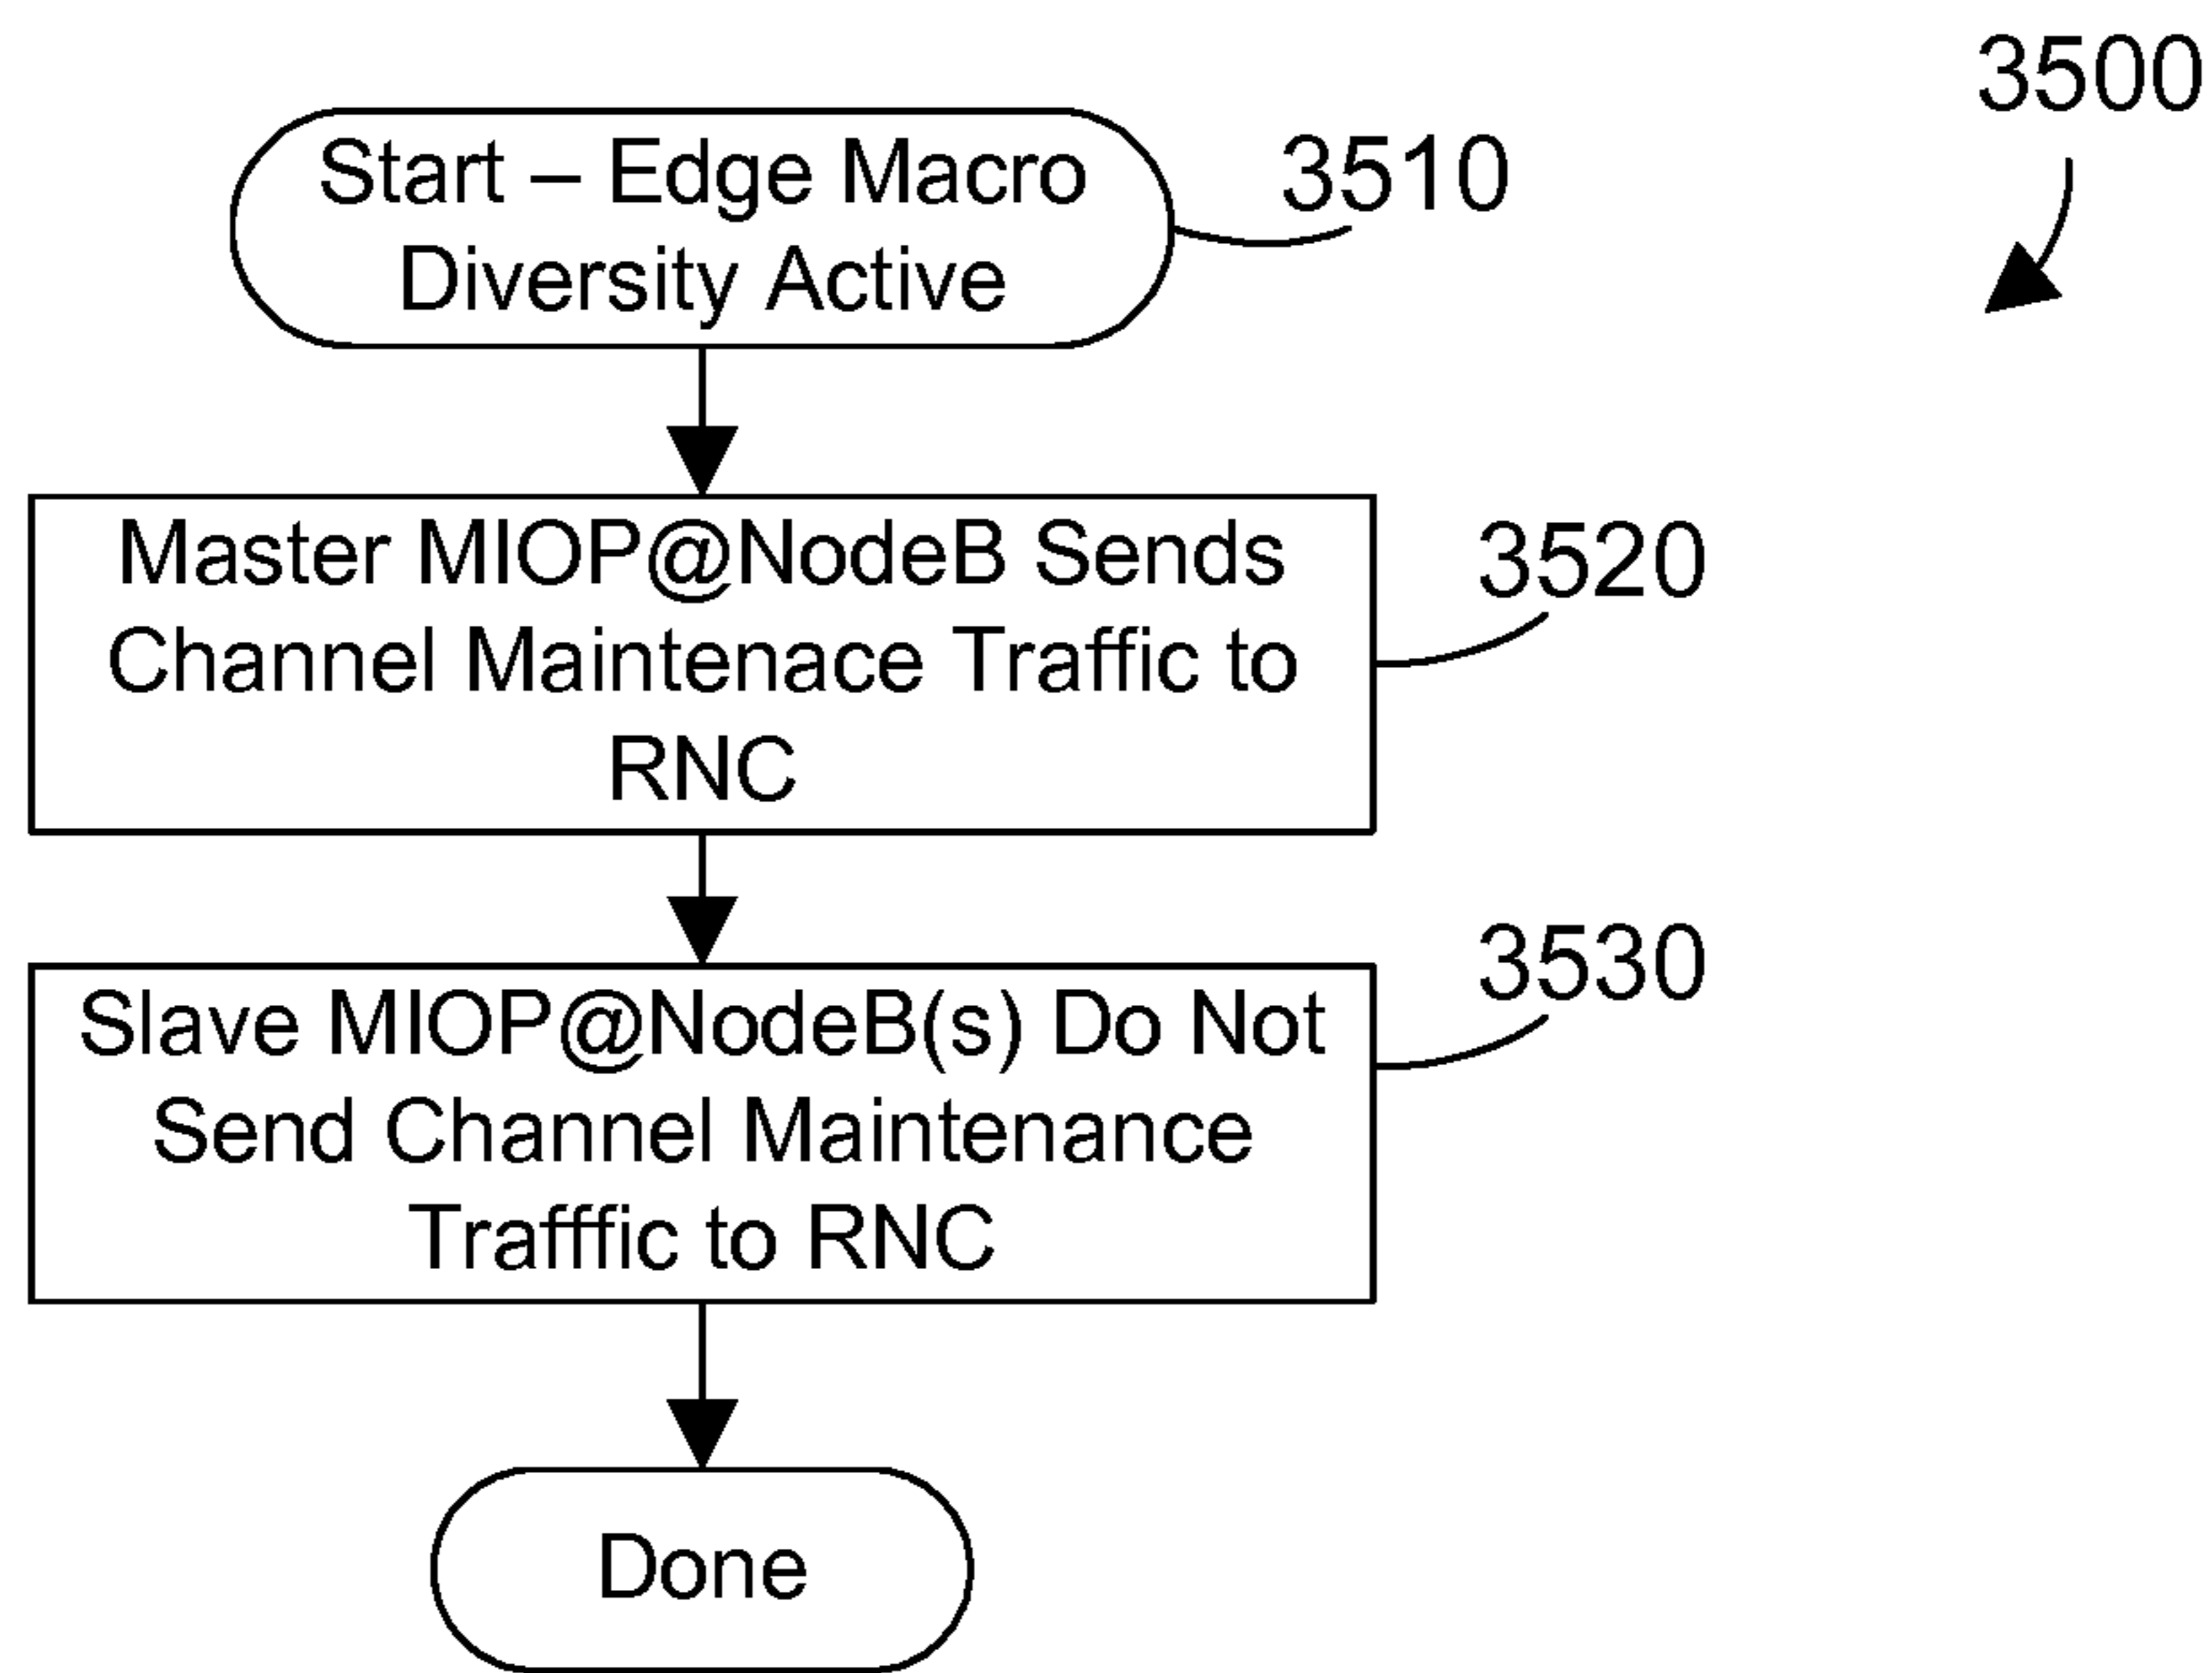 3500
Start – Edge Macro
Diversity Active
3510
Master MIOP@NodeB Sends
Channel Maintenace Traffic to
RNC
3520
Slave MIOP@NodeB(s) Do Not
Send Channel Maintenance
Traffffic to RNC
3530
Done